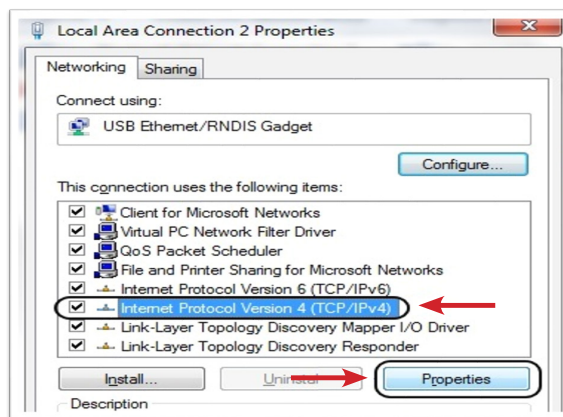 Local Area Connection 2 Properties
Networking
Sharing
Connect using:
USB Ethernet/RNDIS Gadget
Configure...
This connection uses the following items:
Client for Microsoft Networks
Virtual PC Network Filter Driver
QoS Packet Scheduler
File and Printer Sharing for Microsoft Networks
Internet Protocol Version 6 (TCP/IPv6)
Internet Protocol Version 4 (TCP/IPv4)
Link-Layer Topology Discovery Mapper I/O Driver
Link-Layer Topology Discovery Responder
Install...
Properties
Description